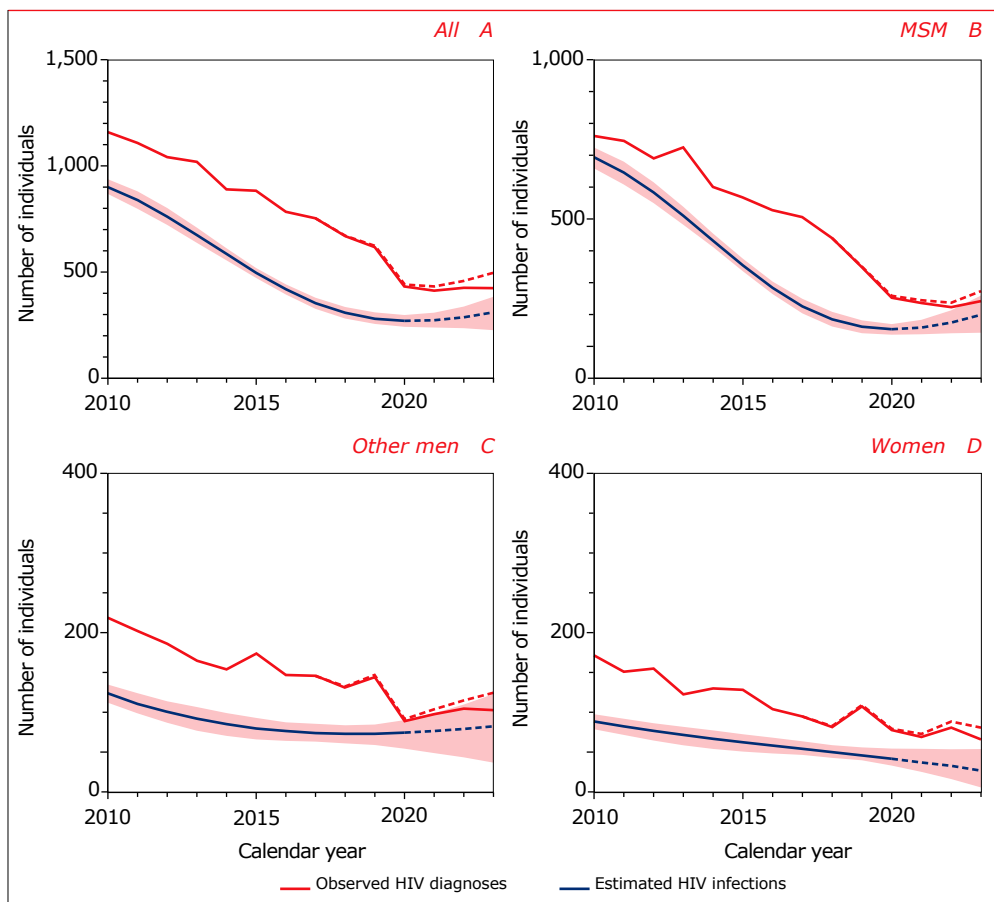 All A
Number of individuals
1,500
1,000
500
0
2010 2015 2020
MSM B
Number of individuals
1,000
500
0
2010 2015 2020
Other men C
Number of individuals
400
200
0
2010 2015 2020
Calendar year
Women D
Number of individuals
400
200
0
2010 2015 2020
Calendar year
Observed HIV diagnoses
Estimated HIV infections